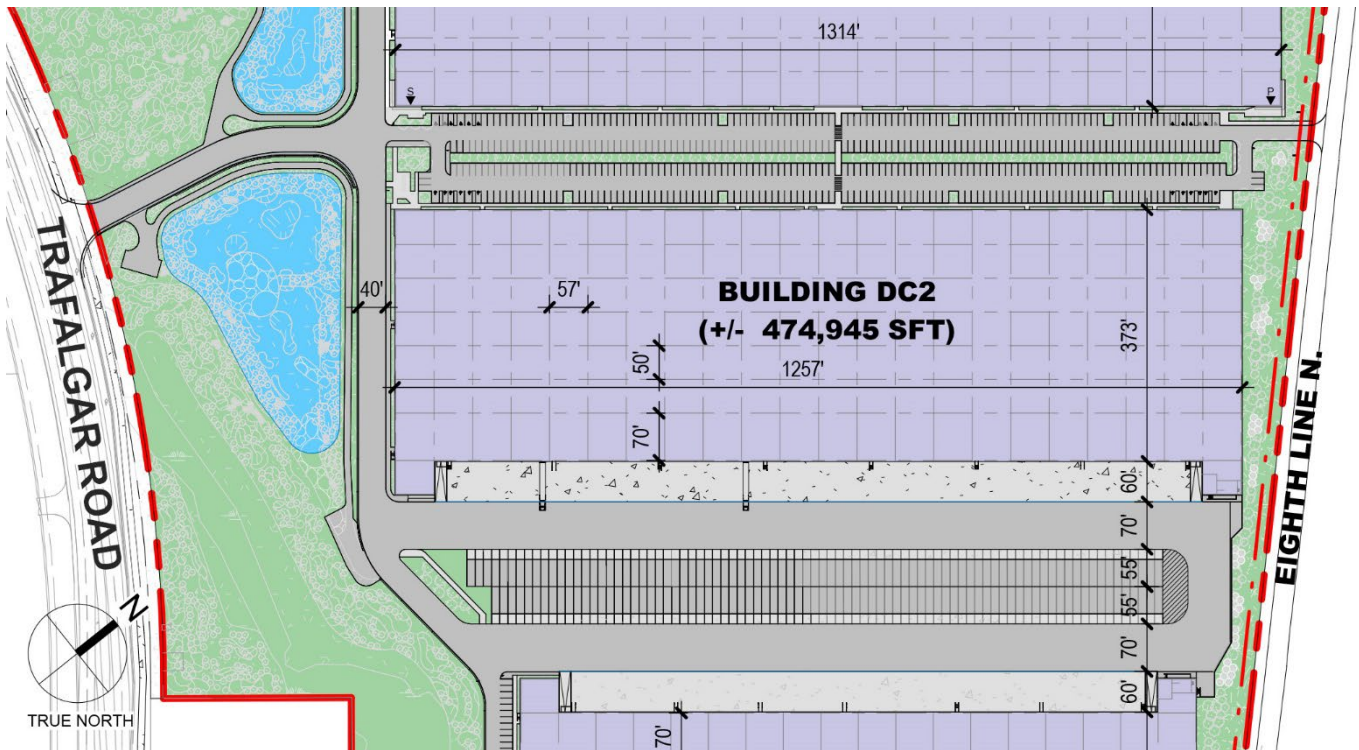 1314'
S
P
TRAFALGAR ROAD
40'
57'
BUILDING DC2
(+/- 474,945 SFT)
373'
50'
1257'
70'
EIGHTH LINE N.
60'
70'
55'
55'
70'
60'
70'
N
TRUE NORTH